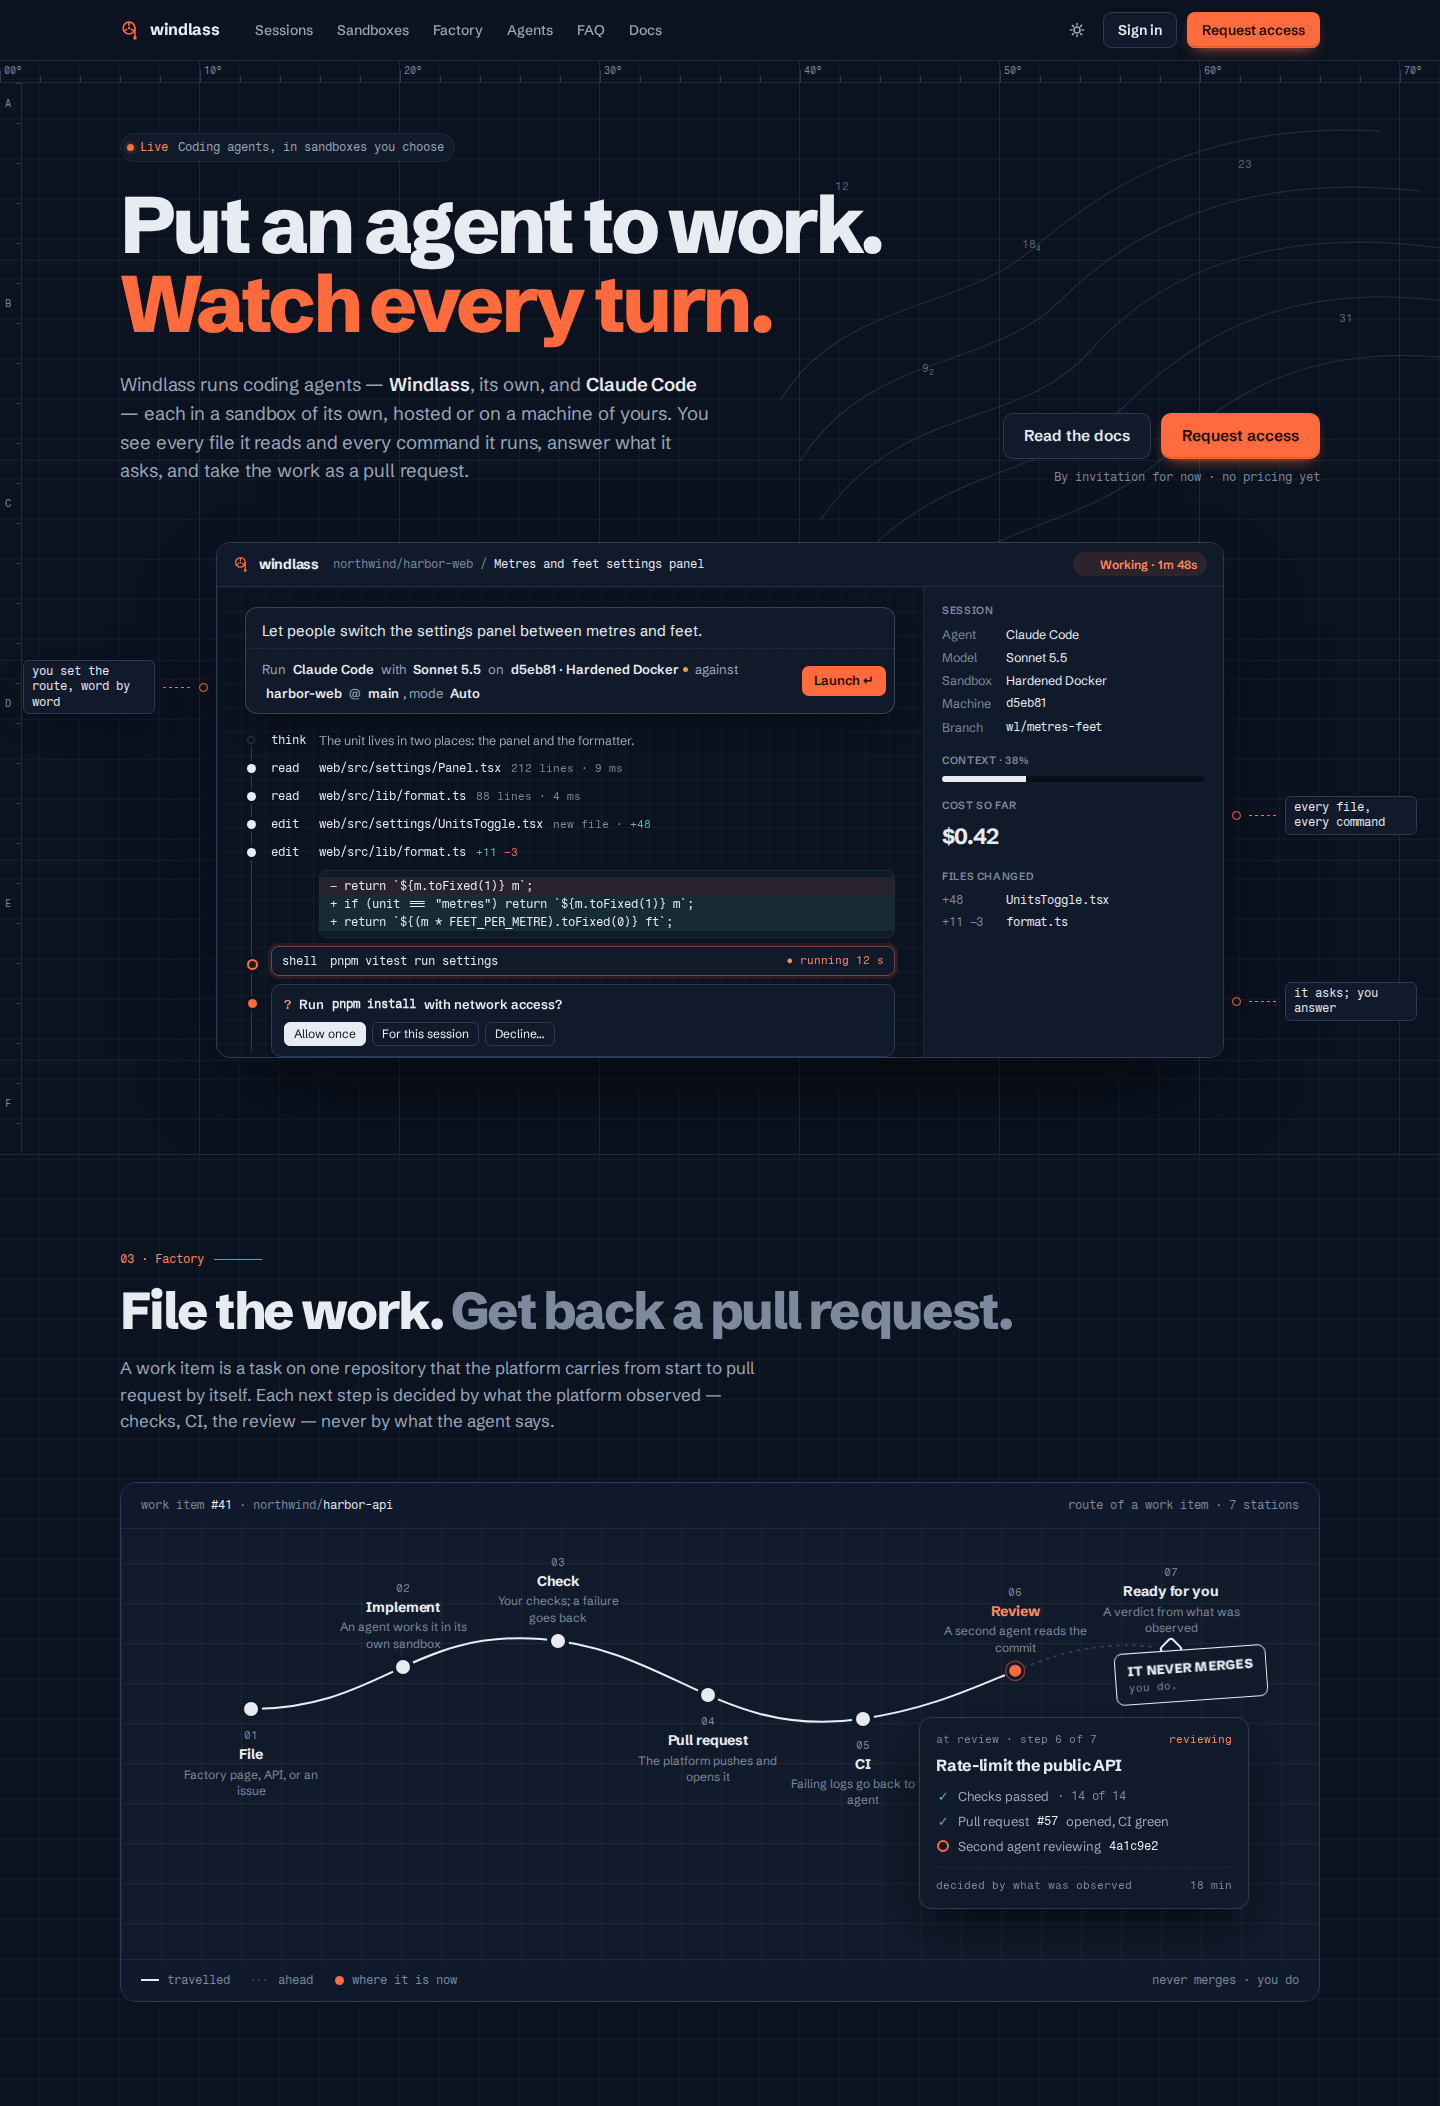 windlass
Sessions
Sandboxes
Factory
Agents
FAQ
Docs
Sign in
Request access
00°
10°
20°
30°
40°
50°
60°
70°
A
B
C
D
E
F
Live Coding agents, in sandboxes you choose
12
23
18₄
31
9₂
Put an agent to work.
Watch every turn.
Windlass runs coding agents — Windlass, its own, and Claude Code
— each in a sandbox of its own, hosted or on a machine of yours. You
see every file it reads and every command it runs, answer what it
asks, and take the work as a pull request.
Read the docs
Request access
By invitation for now · no pricing yet
windlass northwind/harbor-web / Metres and feet settings panel
Working · 1m 48s
you set the
route, word by
word
Let people switch the settings panel between metres and feet.
Run Claude Code with Sonnet 5.5 on d5eb81 · Hardened Docker • against
harbor-web @ main , mode Auto
Launch ↵
think The unit lives in two places: the panel and the formatter.
read web/src/settings/Panel.tsx 212 lines · 9 ms
read web/src/lib/format.ts 88 lines · 4 ms
edit web/src/settings/UnitsToggle.tsx new file · +48
edit web/src/lib/format.ts +11 −3
− return `${m.toFixed(1)} m`;
+ if (unit === "metres") return `${m.toFixed(1)} m`;
+ return `${(m * FEET_PER_METRE).toFixed(0)} ft`;
shell pnpm vitest run settings
● running 12 s
? Run pnpm install with network access?
Allow once
For this session
Decline…
SESSION
Agent Claude Code
Model Sonnet 5.5
Sandbox Hardened Docker
Machine d5eb81
Branch wl/metres-feet
CONTEXT · 38%
COST SO FAR
$0.42
FILES CHANGED
+48 UnitsToggle.tsx
+11 −3 format.ts
every file,
every command
it asks; you
answer
03 · Factory
File the work. Get back a pull request.
A work item is a task on one repository that the platform carries from start to pull
request by itself. Each next step is decided by what the platform observed —
checks, CI, the review — never by what the agent says.
work item #41 · northwind/harbor-api
route of a work item · 7 stations
01
File
Factory page, API, or an
issue
02
Implement
An agent works it in its
own sandbox
03
Check
Your checks; a failure
goes back
04
Pull request
The platform pushes and
opens it
05
CI
Failing logs go back to
agent
06
Review
A second agent reads the
commit
07
Ready for you
A verdict from what was
observed
IT NEVER MERGES
you do.
at review · step 6 of 7
reviewing
Rate-limit the public API
✓ Checks passed · 14 of 14
✓ Pull request #57 opened, CI green
Second agent reviewing 4a1c9e2
decided by what was observed
18 min
travelled
ahead
where it is now
never merges · you do